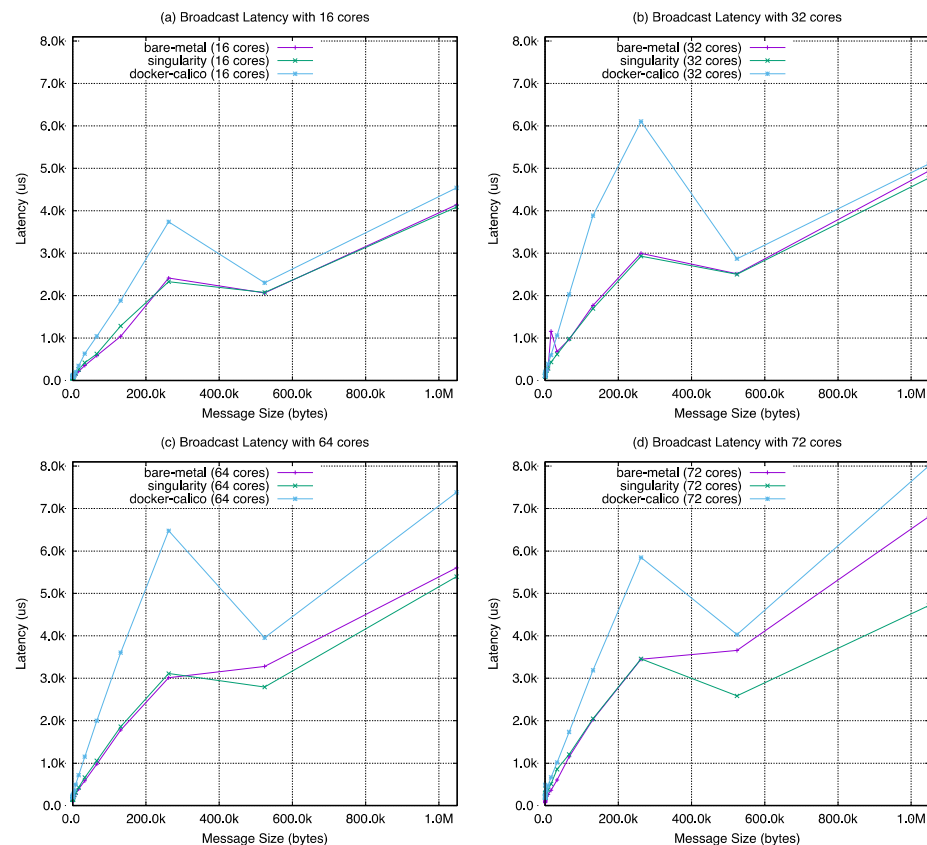 (a) Broadcast Latency with 16 cores
8.0k
7.0k
6.0k
5.0k
4.0k
3.0k
2.0k
1.0k
0.0
Latency (us)
bare-metal (16 cores)
singularity (16 cores)
docker-calico (16 cores)
0.0 200.0k 400.0k 600.0k 800.0k 1.0M
Message Size (bytes)
(b) Broadcast Latency with 32 cores
8.0k
7.0k
6.0k
5.0k
4.0k
3.0k
2.0k
1.0k
0.0
Latency (us)
bare-metal (32 cores)
singularity (32 cores)
docker-calico (32 cores)
0.0 200.0k 400.0k 600.0k 800.0k 1.0M
Message Size (bytes)
(c) Broadcast Latency with 64 cores
8.0k
7.0k
6.0k
5.0k
4.0k
3.0k
2.0k
1.0k
0.0
Latency (us)
bare-metal (64 cores)
singularity (64 cores)
docker-calico (64 cores)
0.0 200.0k 400.0k 600.0k 800.0k 1.0M
Message Size (bytes)
(d) Broadcast Latency with 72 cores
8.0k
7.0k
6.0k
5.0k
4.0k
3.0k
2.0k
1.0k
0.0
Latency (us)
bare-metal (72 cores)
singularity (72 cores)
docker-calico (72 cores)
0.0 200.0k 400.0k 600.0k 800.0k 1.0M
Message Size (bytes)